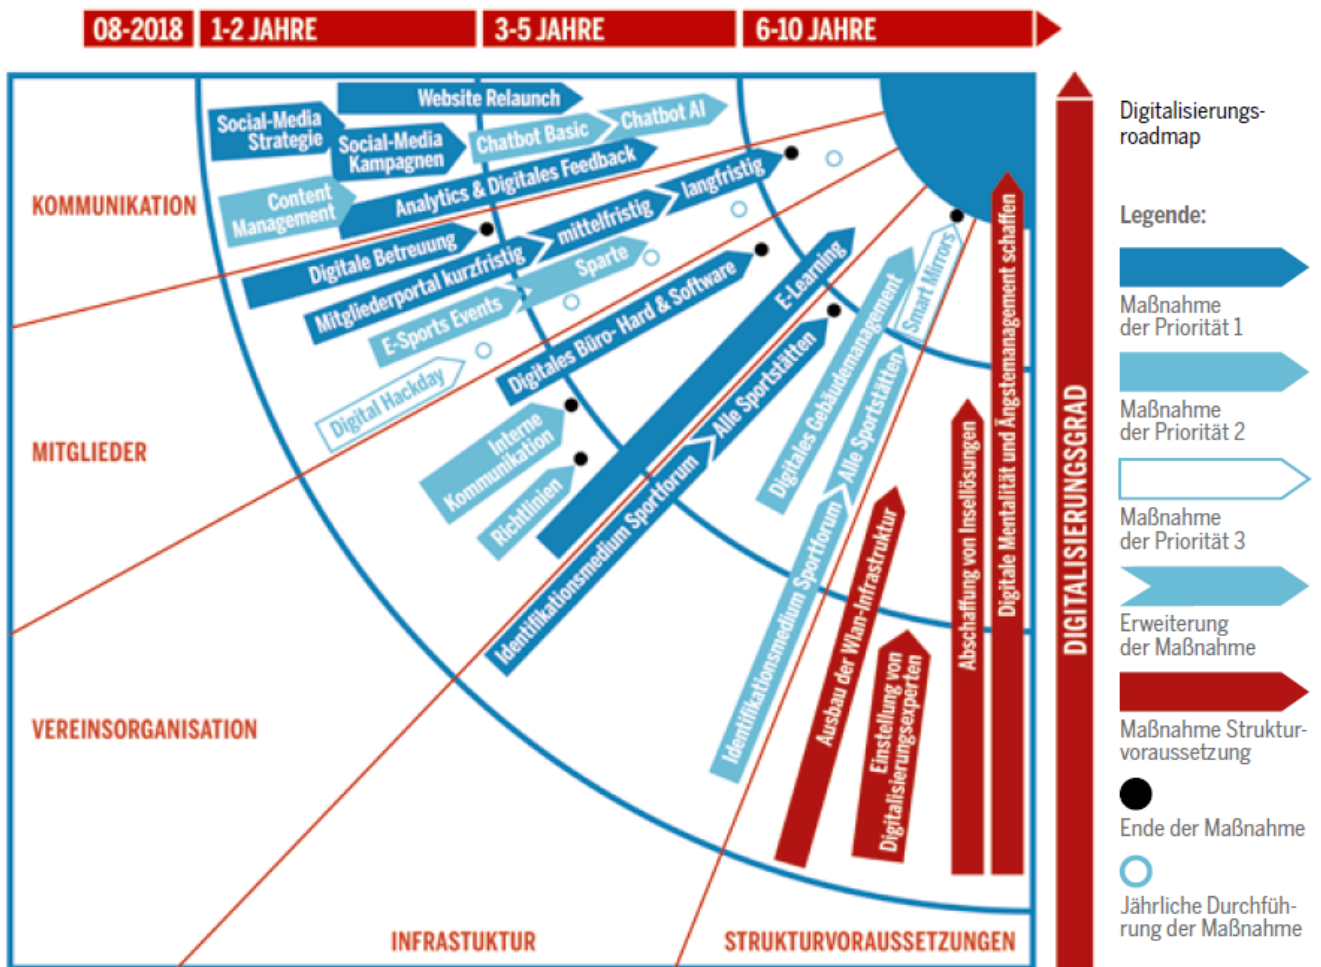 08-2018
1-2 JAHRE
3-5 JAHRE
6-10 JAHRE
KOMMUNIKATION
Website Relaunch
Social-Media
Strategie
Social-Media
Kampagnen
Chatbot Basic
Chatbot AI
Content
Management
Analytics & Digitales Feedback
Digitale Betreuung
MITGLIEDER
Mitgliederportal kurzfristig
mittelfristig
langfristig
E-Sports Events
Sparte
Digital Hackday
VEREINSORGANISATION
Digitales Büro- Hard & Software
Interne
Kommunikation
Richtlinien
E-Learning
Identifikationsmedium Sportforum
Alle Sportstätten
INFRASTUKTUR
Digitales Gebäudemanagement
Smart Mirrors
Identifikationsmedium Sportforum
Alle Sportstätten
STRUKTURVORAUSSETZUNGEN
Ausbau der Wlan-Infrastruktur
Einstellung von
Digitalisierungsexperten
Abschaffung von Insellösungen
Digitale Mentalität und Ängstemanagement schaffen
DIGITALISIERUNGSGRAD
Digitalisierungs-
roadmap
Legende:
Maßnahme
der Priorität 1
Maßnahme
der Priorität 2
Maßnahme
der Priorität 3
Erweiterung
der Maßnahme
Maßnahme Struktur-
voraussetzung
Ende der Maßnahme
Jährliche Durchfüh-
rung der Maßnahme